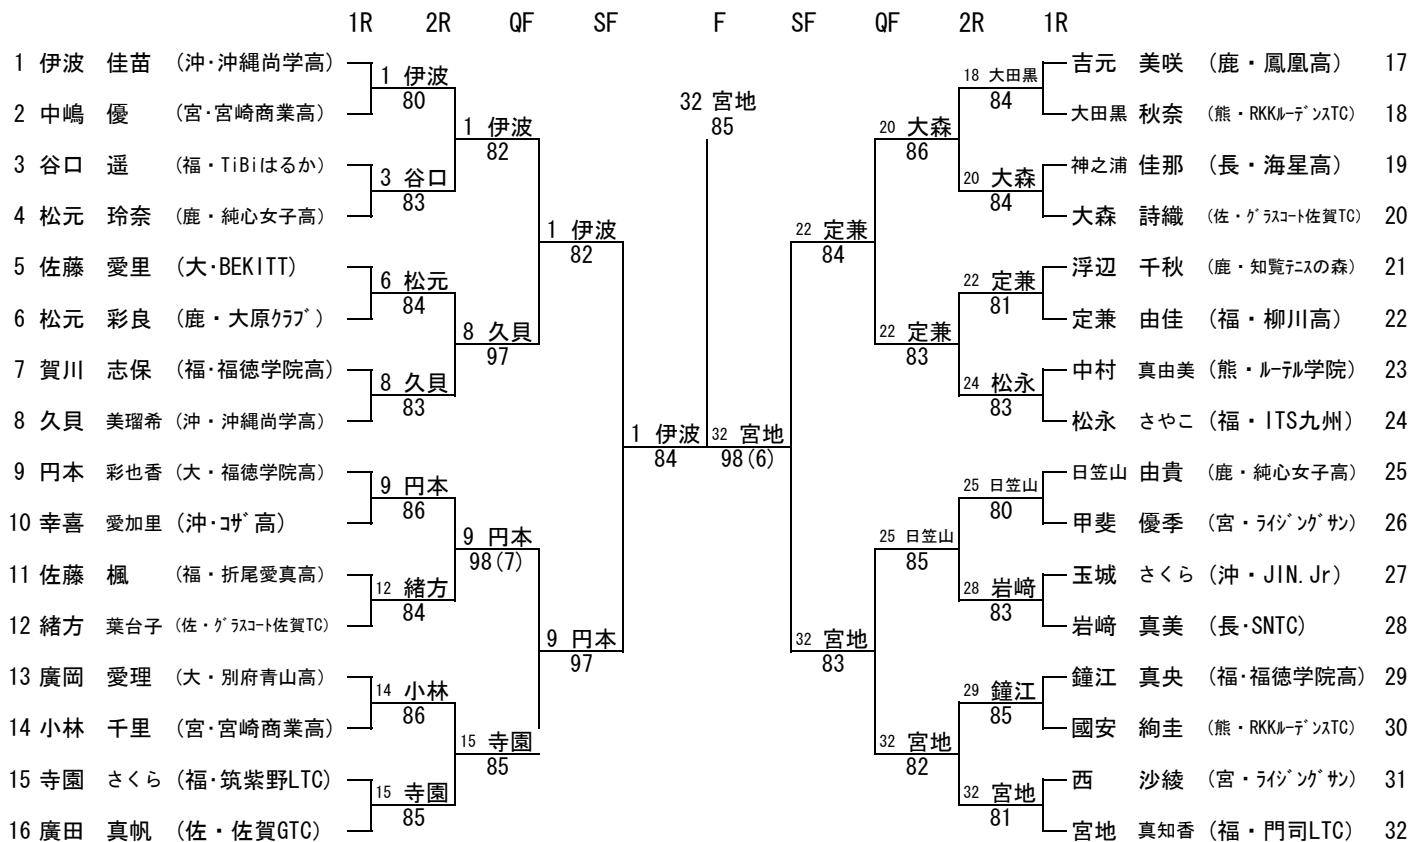 1R 2R QF SF F SF QF 2R 1R
1 伊波 佳苗 (沖・沖縄尚学高)
2 中嶋 優 (宮・宮崎商業高)
3 谷口 遥 (福・TiBiはるか)
4 松元 玲奈 (鹿・純心女子高)
5 佐藤 愛里 (大・BEKITT)
6 松元 彩良 (鹿・大原ｸﾗﾌﾞ)
7 賀川 志保 (福・福徳学院高)
8 久貝 美瑠希 (沖・沖縄尚学高)
9 円本 彩也香 (大・福徳学院高)
10 幸喜 愛加里 (沖・ｺｻﾞ高)
11 佐藤 楓 (福・折尾愛真高)
12 緒方 葉台子 (佐・ｸﾞﾗｽｺｰﾄ佐賀TC)
13 廣岡 愛理 (大・別府青山高)
14 小林 千里 (宮・宮崎商業高)
15 寺園 さくら (福・筑紫野LTC)
16 廣田 真帆 (佐・佐賀GTC)
1 伊波
80
3 谷口
83
6 松元
84
8 久貝
83
9 円本
86
12 緒方
84
14 小林
86
15 寺園
85
1 伊波
82
8 久貝
97
9 円本
98(7)
15 寺園
85
1 伊波
82
9 円本
97
1 伊波
84
32 宮地
85
32 宮地
98(6)
22 定兼
84
32 宮地
83
20 大森
86
22 定兼
83
25 日笠山
85
32 宮地
82
18 大田黒
84
20 大森
84
22 定兼
81
24 松永
83
25 日笠山
80
28 岩﨑
83
29 鐘江
85
32 宮地
81
吉元 美咲 (鹿・鳳凰高) 17
大田黒 秋奈 (熊・RKKﾙｰﾃﾞﾝｽTC) 18
神之浦 佳那 (長・海星高) 19
大森 詩織 (佐・ｸﾞﾗｽｺｰﾄ佐賀TC) 20
浮辺 千秋 (鹿・知覧ﾃﾆｽの森) 21
定兼 由佳 (福・柳川高) 22
中村 真由美 (熊・ﾙｰﾃﾙ学院) 23
松永 さやこ (福・ITS九州) 24
日笠山 由貴 (鹿・純心女子高) 25
甲斐 優季 (宮・ﾗｲｼﾞﾝｸﾞｻﾝ) 26
玉城 さくら (沖・JIN.Jr) 27
岩﨑 真美 (長・SNTC) 28
鐘江 真央 (福・福徳学院高) 29
國安 絢圭 (熊・RKKﾙｰﾃﾞﾝｽTC) 30
西 沙綾 (宮・ﾗｲｼﾞﾝｸﾞｻﾝ) 31
宮地 真知香 (福・門司LTC) 32